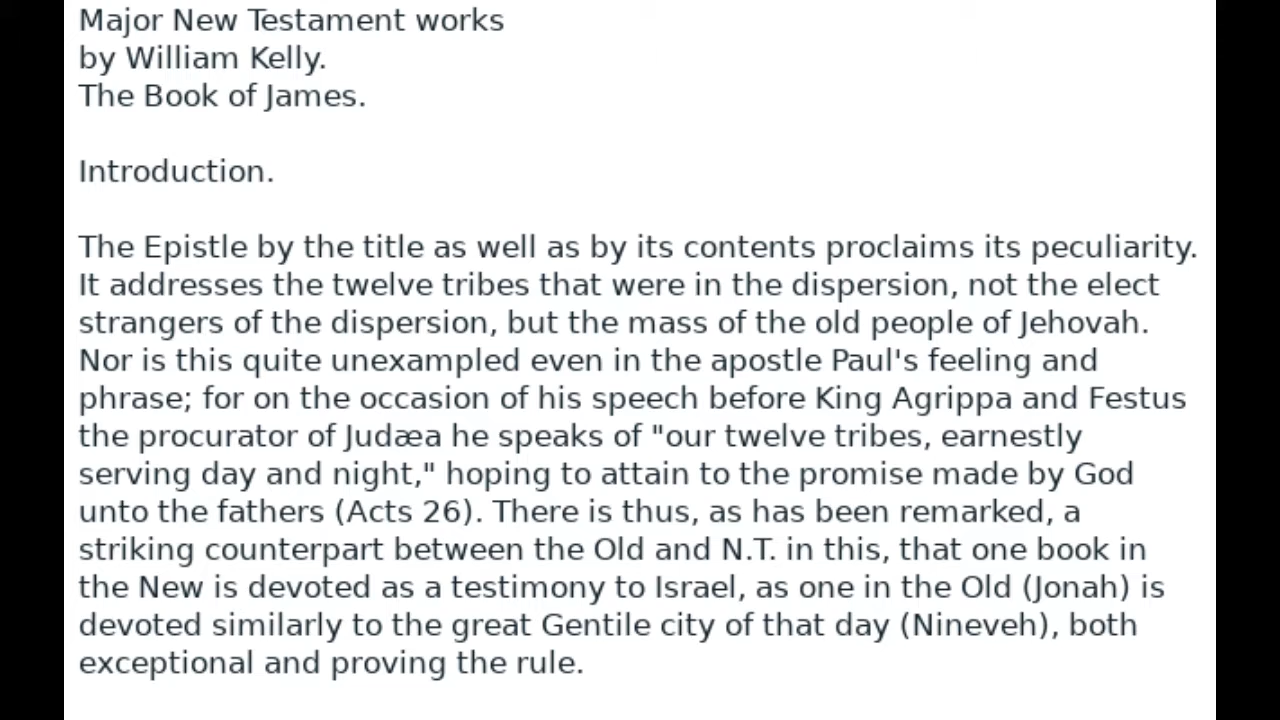 Major New Testament works
by William Kelly.
The Book of James.
Introduction.
The Epistle by the title as well as by its contents proclaims its peculiarity.
It addresses the twelve tribes that were in the dispersion, not the elect
strangers of the dispersion, but the mass of the old people of Jehovah.
Nor is this quite unexampled even in the apostle Paul's feeling and
phrase; for on the occasion of his speech before King Agrippa and Festus
the procurator of Judæa he speaks of "our twelve tribes, earnestly
serving day and night," hoping to attain to the promise made by God
unto the fathers (Acts 26). There is thus, as has been remarked, a
striking counterpart between the Old and N.T. in this, that one book in
the New is devoted as a testimony to Israel, as one in the Old (Jonah) is
devoted similarly to the great Gentile city of that day (Nineveh), both
exceptional and proving the rule.